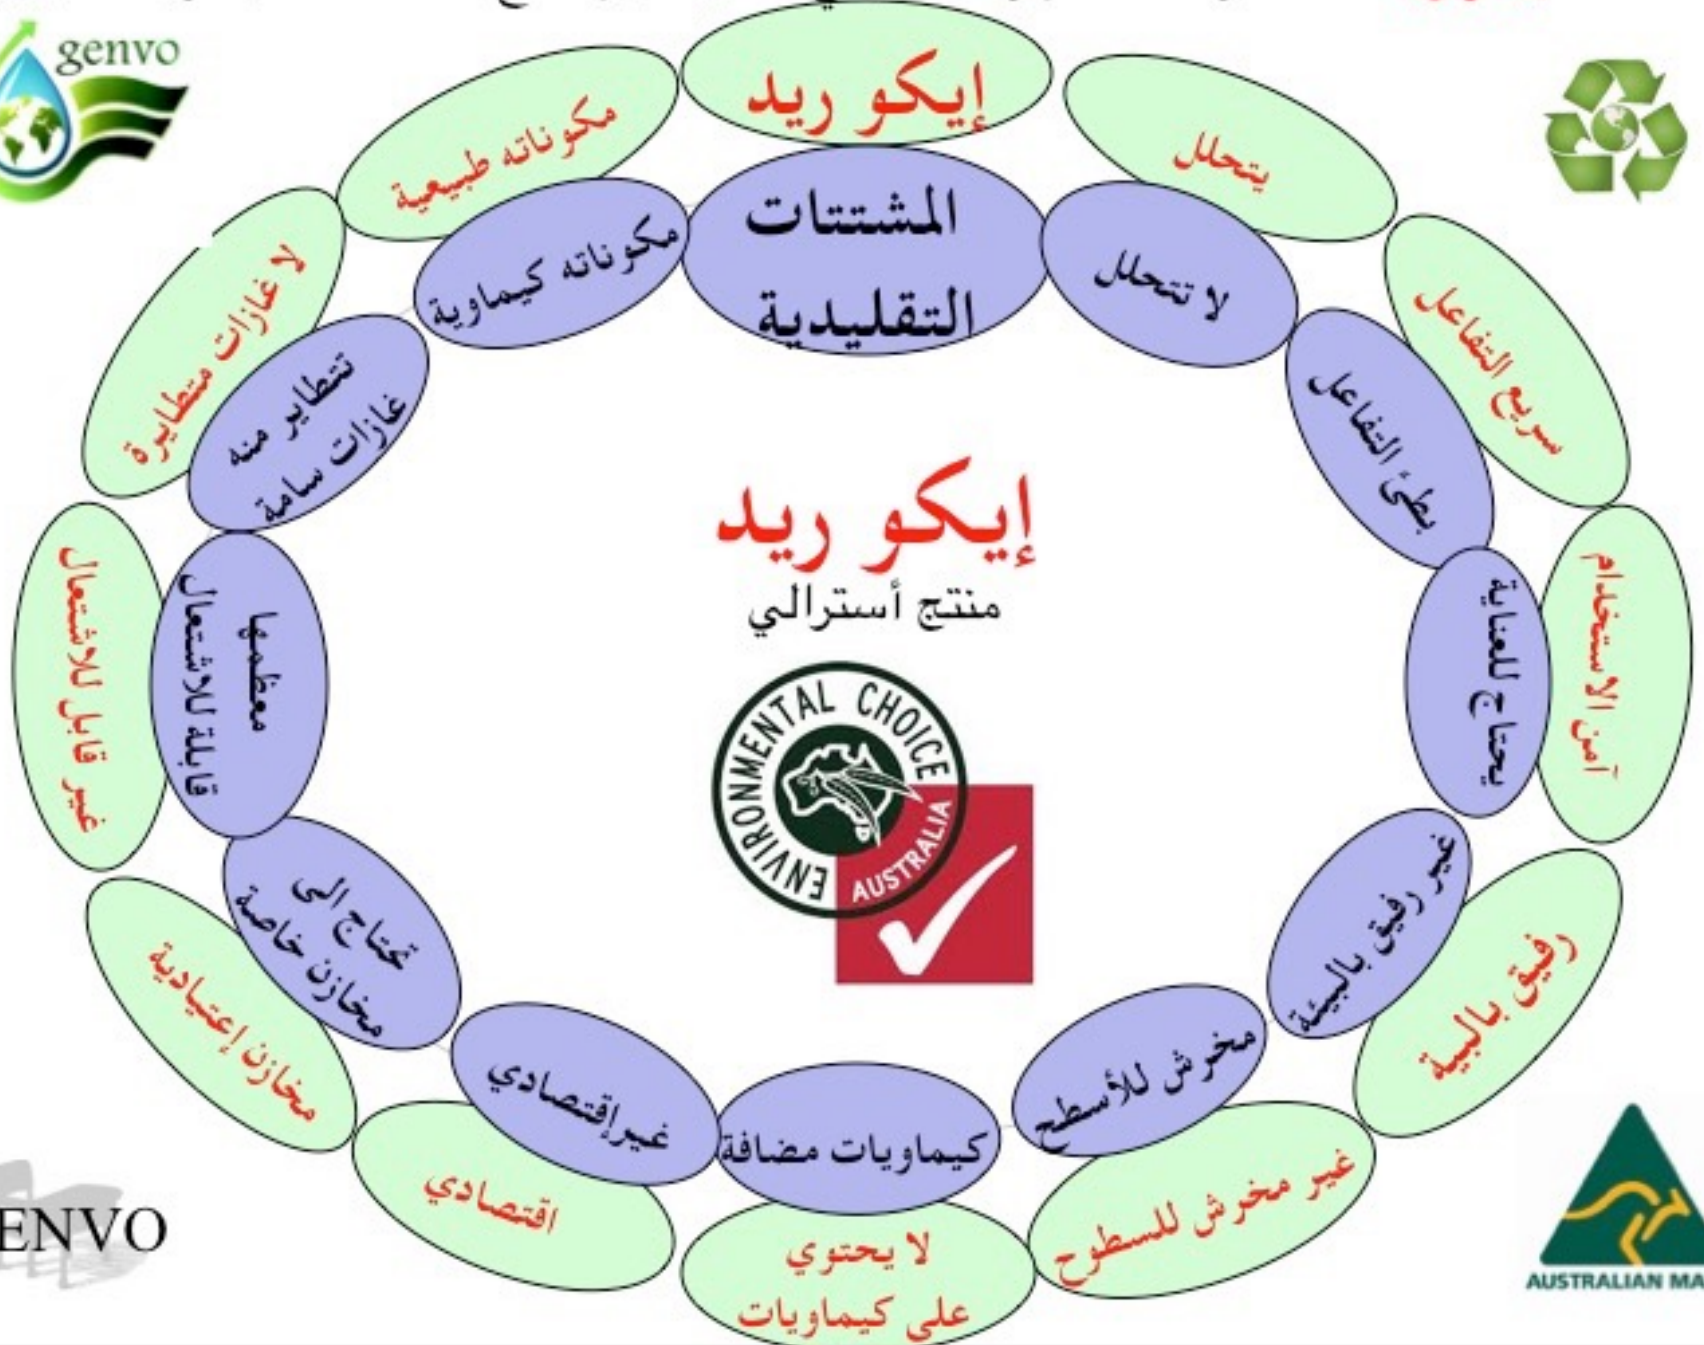 genvo
إيكو ريد
يتحلل
سريع التفاعل
آمن الاستخدام
رفيق بالبية
غير مخرش للسطوح
لا يحتوي
على كيماويات
اقتصادي
مخازن إعتيادية
غير قابل للاشتعال
لا غازات متطايرة
مكوناته طبيعية
المشتتات
التقليدية
لا تتحلل
بطئ التفاعل
يحتاج للعناية
غير رفيق بالبيئة
مخرش للأسطح
كيماويات مضافة
غيرإقتصادي
تحتاج الى
مخازن خاصة
معظمها
قابلة للاشتعال
تتطاير منه
غازات سامة
مكوناته كيماوية
إيكو ريد
منتج أسترالي
ENVIRONMENTAL CHOICE
AUSTRALIA
ENVO
AUSTRALIAN MA